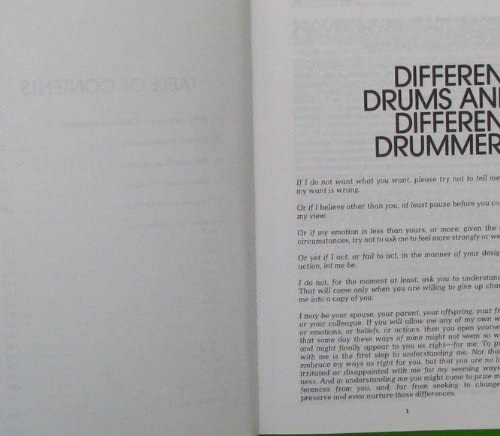 TABLE OF CONTENTS
DIFFEREN
DRUMS AN
DIFFEREN
DRUMMER
If I do not want what you want, please try not to tell me
my want is wrong.
Or if I believe other than you, at least pause before you
my view.
Or if my emotion is less than yours, or more, given the
circumstances, try not to ask me to feel more strongly or we
Or yet if I act, or fail to act, in the manner of your desig
action, let me be.
I do not, for the moment at least, ask you to understan
That will come only when you are willing to give up chan
me into a copy of you.
I may be your spouse, your parent, your offspring, your fr
or your colleague. If you will allow me any of my own w
or emotions, or beliefs, or actions, then you open yourse
that some day these ways of mine might not seem so w
and might finally appear to you as right—for me. To p
with me is the first step to understanding me. Not tha
embrace my ways as right for you, but that you are no l
irritated or disappointed with me for my seeming wayw
ness. And in understanding me you might come to prize m
ferences from you, and, far from seeking to change
preserve and even nurture those differences.
1